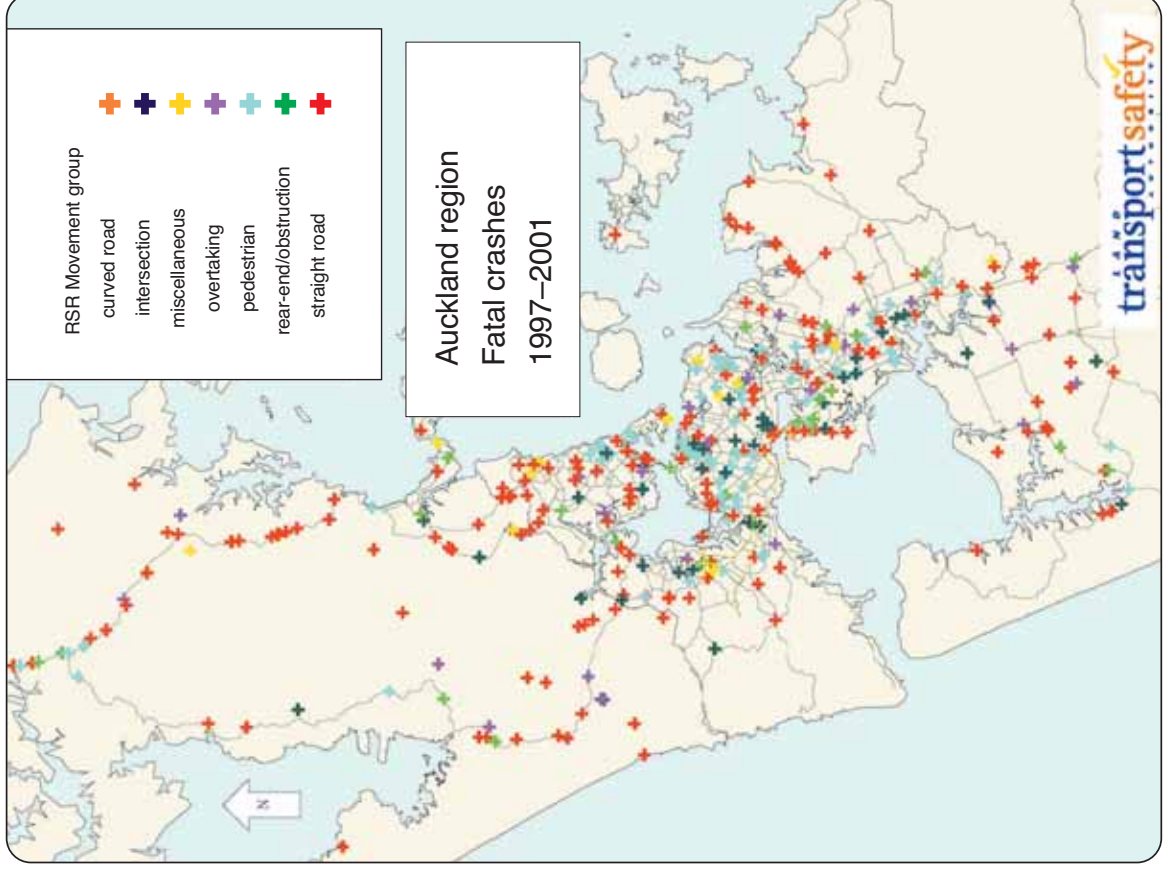 RSR Movement group
curved road
intersection
miscellaneous
overtaking
pedestrian
rear-end/obstruction
straight road
Auckland region
Fatal crashes
1997–2001
N
LAND
transportsafety